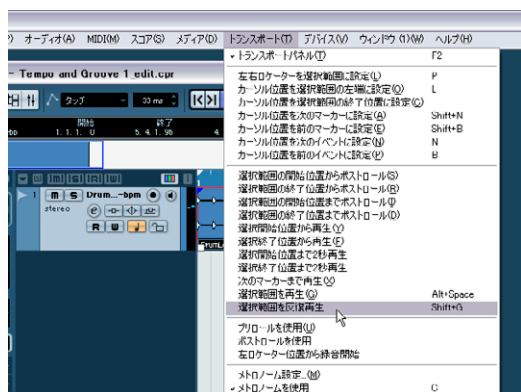 オーディオ(A) MIDI(M) スコア(S) メディア(D) トランスポート(T) デバイス(V) ウィンドウ (1)(W) ヘルプ(H)
- Tempo and Groove 1_edit.cpr
✓トランスポートパネル(T) F2
タップ 30 ms
左右ロケーターを選択範囲に設定(L) P
カーソル位置を選択範囲の左端に設定(O) L
カーソル位置を選択範囲の終了位置に設定(C)
開始 終了
カーソル位置を次のマーカーに設定(A) Shift+N
1. 1. 1. 0 5. 4. 1. 96 4
カーソル位置を前のマーカーに設定(E) Shift+B
カーソル位置を次のイベントに設定(N) N
カーソル位置を前のイベントに設定(P) B
選択範囲の開始位置からポストロール(S)
選択範囲の終了位置からポストロール(R)
選択範囲の開始位置までポストロール
選択範囲の終了位置までポストロール(D)
選択開始位置から再生(Y)
選択終了位置から再生(F)
選択開始位置まで2秒再生
選択終了位置まで2秒再生
次のマーカーまで再生(X)
選択範囲を再生(G) Alt+Space
選択範囲を反復再生 Shift+G
プリロールを使用(U)
ポストロールを使用
左ロケーター位置から録音開始
メトロノーム設定...(M)
✓メトロノームを使用 C
1 M S Drum...-bpm
stereo e
R W